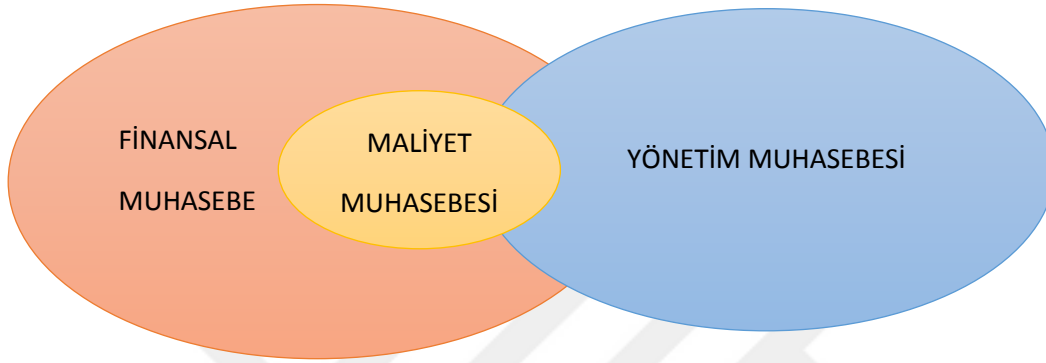 FİNANSAL
MUHASEBE
MALİYET
MUHASEBESİ
YÖNETİM MUHASEBESİ